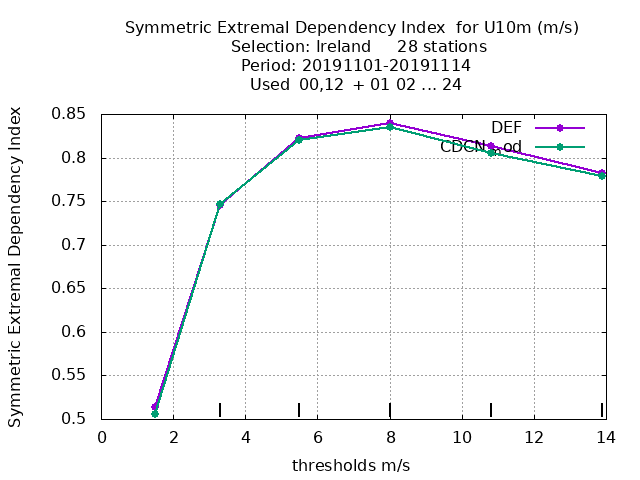 Symmetric Extremal Dependency Index  for U10m (m/s)
Selection: Ireland     28 stations
Period: 20191101-20191114
Used  00,12  + 01 02 ... 24
Symmetric Extremal Dependency Index
0.85
0.8
0.75
0.7
0.65
0.6
0.55
0.5
DEF
0 2 4 6 8 10 12 14
thresholds m/s